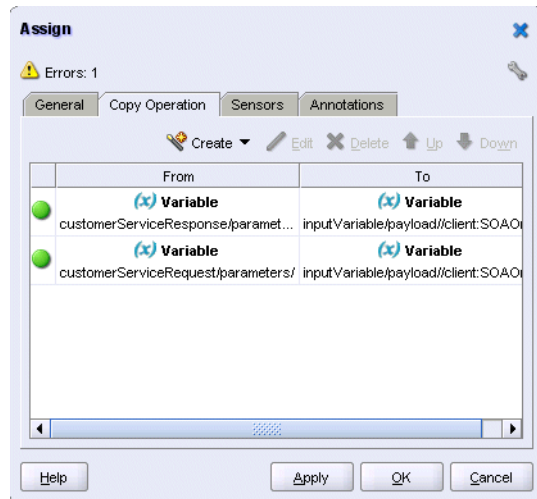 Assign
Errors: 1
General Copy Operation Sensors Annotations
Create Edit Delete Up Down
From To
(x) Variable (x) Variable
customerServiceResponse/paramet... inputVariable/payload//client:SOAOr
(x) Variable (x) Variable
customerServiceRequest/parameters/ inputVariable/payload//client:SOAOr
Help Apply OK Cancel